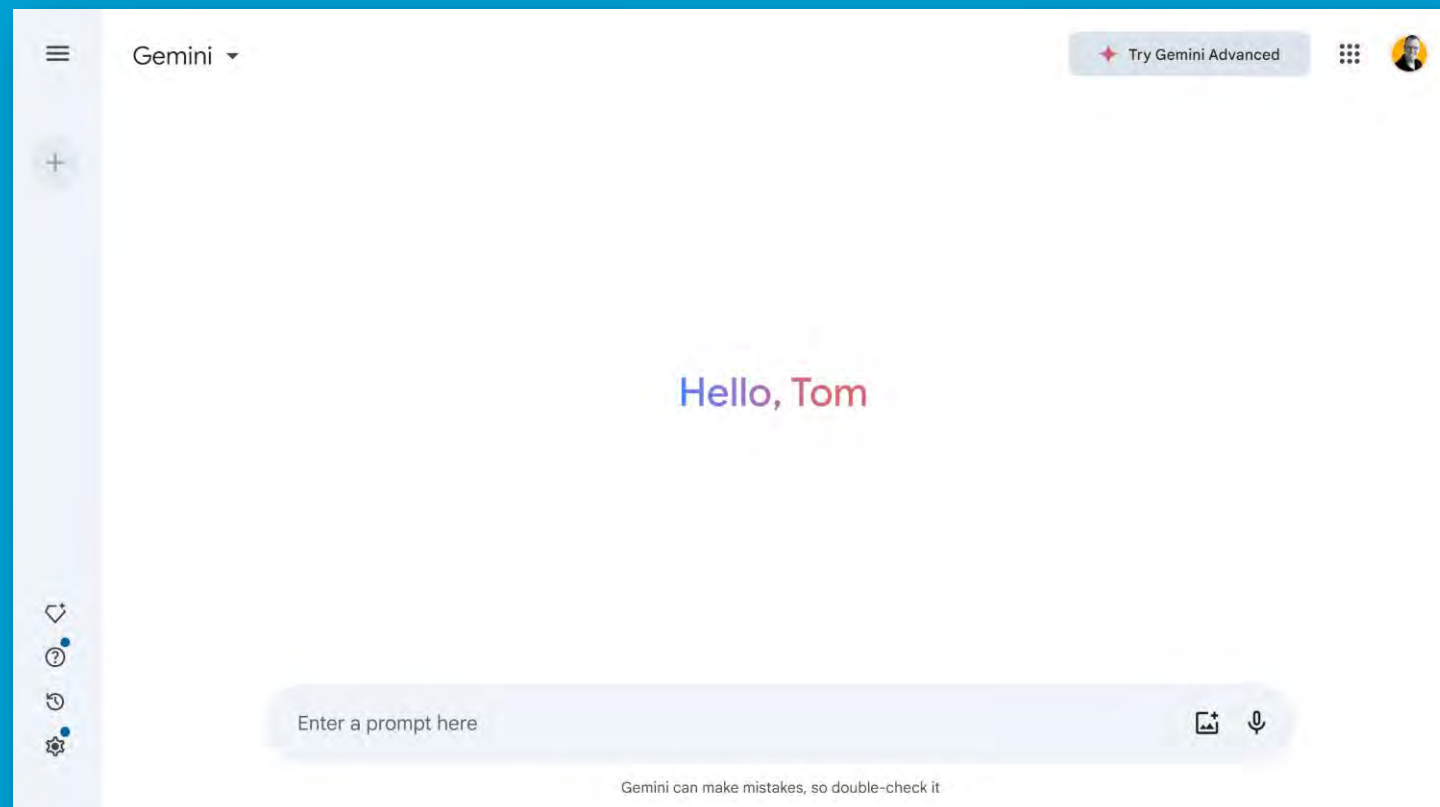 Gemini
Try Gemini Advanced
Hello, Tom
Enter a prompt here
Gemini can make mistakes, so double-check it